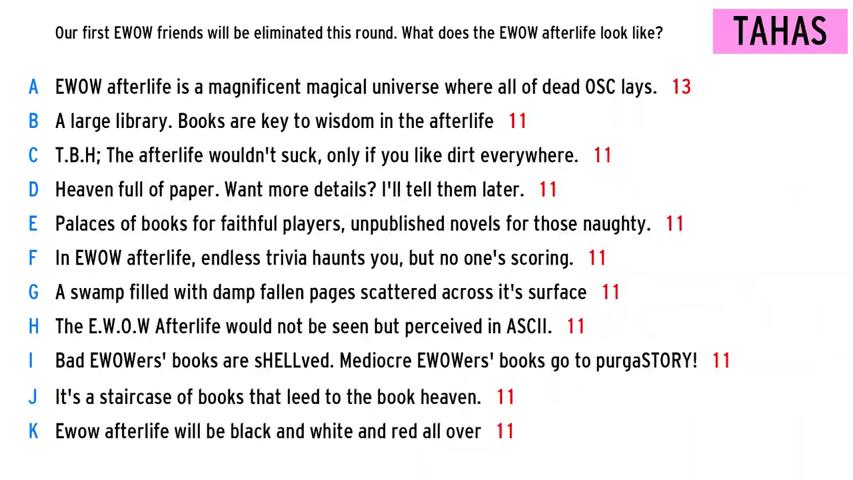 Our first EWOW friends will be eliminated this round. What does the EWOW afterlife look like?
TAHAS
A EWOW afterlife is a magnificent magical universe where all of dead OSC lays. 13
B A large library. Books are key to wisdom in the afterlife 11
C T.B.H; The afterlife wouldn't suck, only if you like dirt everywhere. 11
D Heaven full of paper. Want more details? I'll tell them later. 11
E Palaces of books for faithful players, unpublished novels for those naughty. 11
F In EWOW afterlife, endless trivia haunts you, but no one's scoring. 11
G A swamp filled with damp fallen pages scattered across it's surface 11
H The E.W.O.W Afterlife would not be seen but perceived in ASCII. 11
I Bad EWOWers' books are sHELLved. Mediocre EWOWers' books go to purgaSTORY! 11
J It's a staircase of books that leed to the book heaven. 11
K Ewow afterlife will be black and white and red all over 11